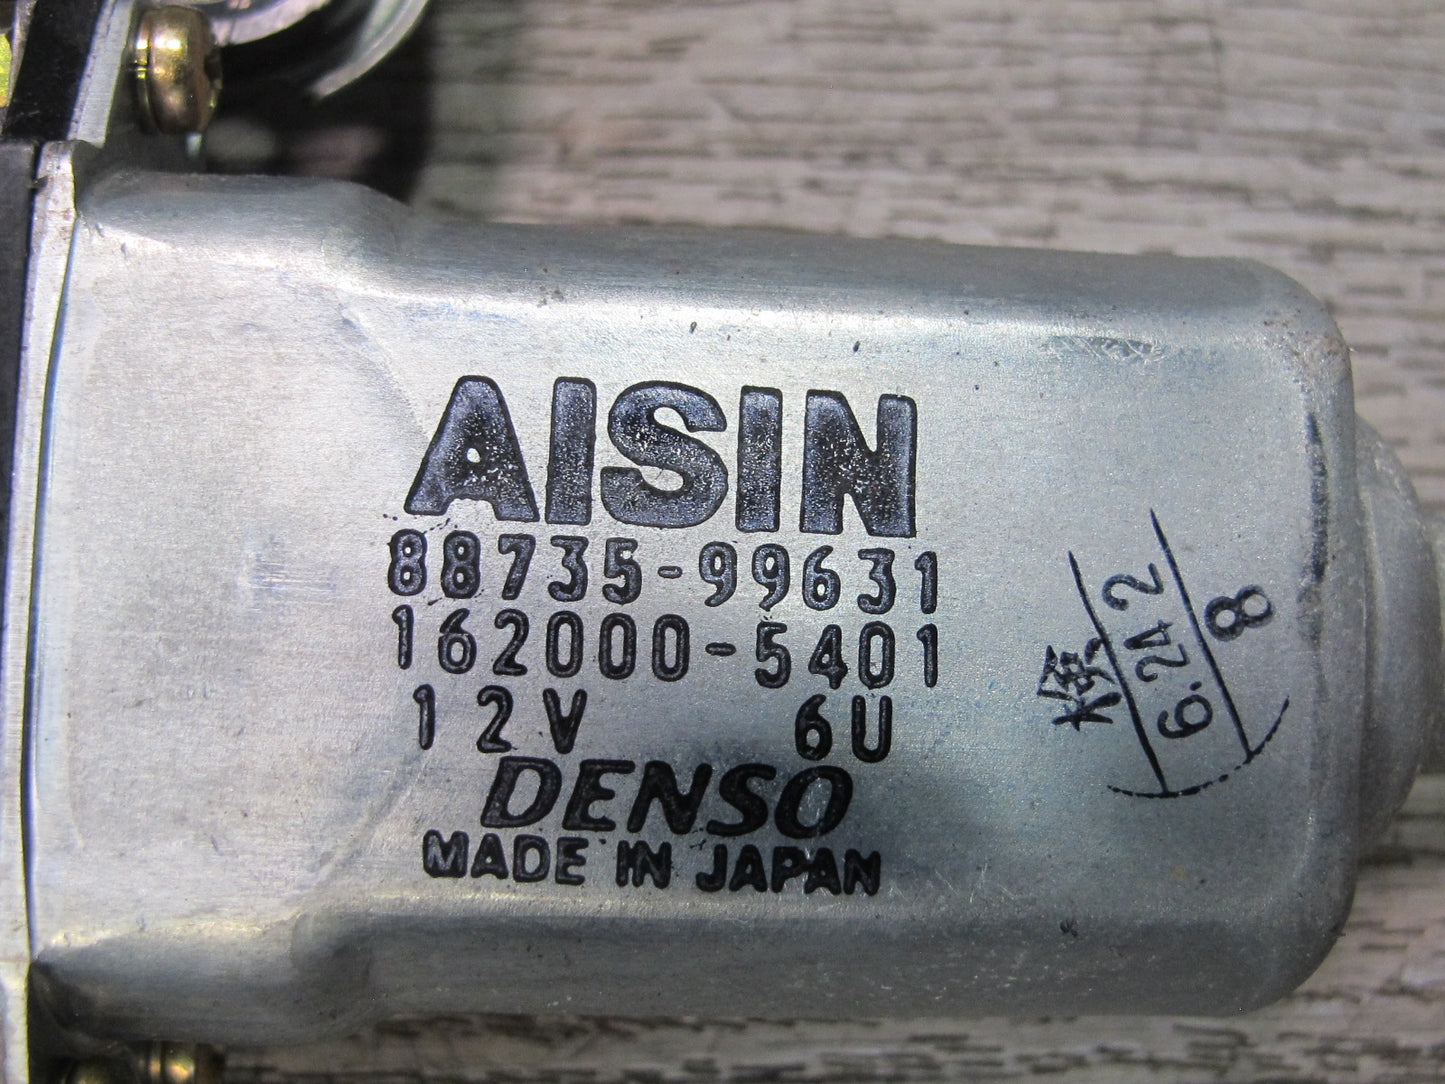 AISIN
88735-99631
162000-5401
12V 6U
DENSO
MADE IN JAPAN
6.24 2
8